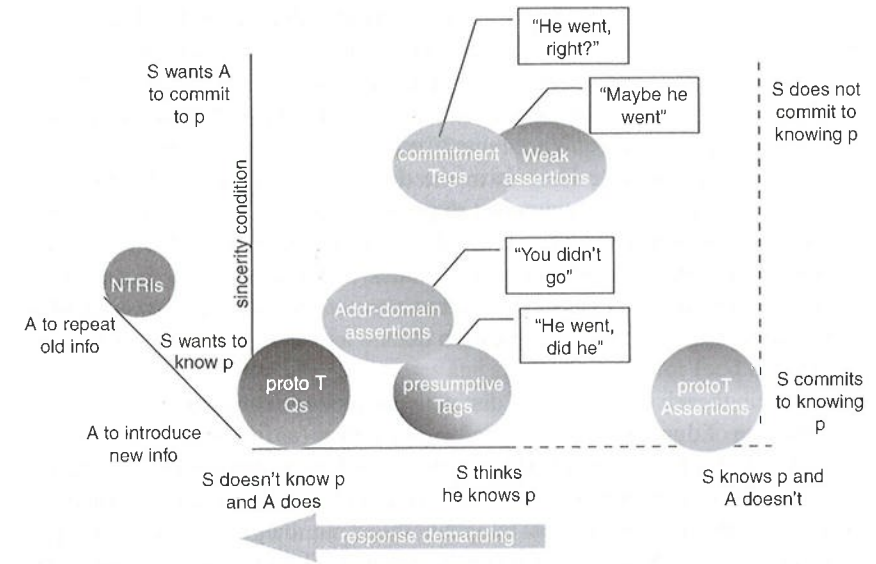 "He went,
right?"
S wants A
to commit
to p
S does not
commit to
knowing p
"Maybe he
went"
commitment
Tags
Weak
assertions
sincerity condition
"You didn't
go"
NTRIs
Addr-domain
assertions
A to repeat
old info
"He went,
did he"
S wants to
know p
proto T
Qs
presumptive
Tags
protoT
Assertions
S commits
to knowing
p
A to introduce
new info
S doesn't know p
and A does
S thinks
he knows p
S knows p and
A doesn't
response demanding